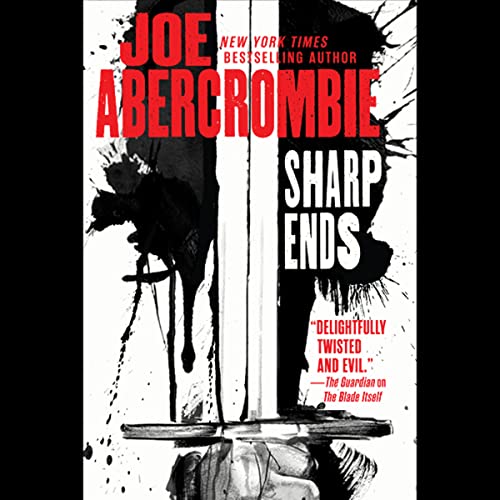 JOE
NEW YORK TIMES
BESTSELLING AUTHOR
ABERCROMBIE
SHARP
ENDS
“DELIGHTFULLY
TWISTED
AND EVIL.”
—The Guardian on
The Blade Itself